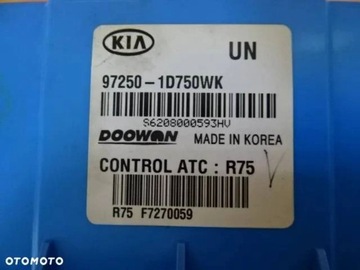 KIA
UN
97250-1D750WK
S6208000593HV
DOOWON
MADE IN KOREA
CONTROL ATC : R75
R75 F7270059
OTOMOTO